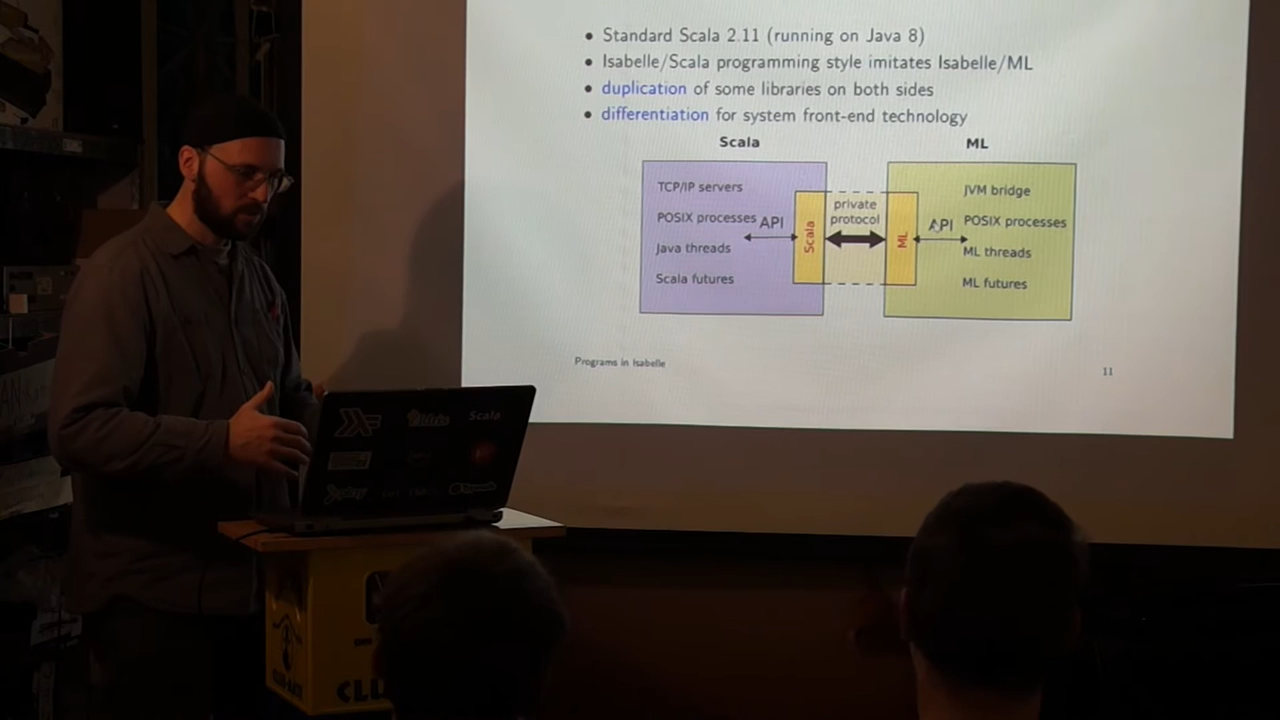 • Standard Scala 2.11 (running on Java 8)
• Isabelle/Scala programming style imitates Isabelle/ML
• duplication of some libraries on both sides
• differentiation for system front-end technology
Scala
ML
TCP/IP servers
POSIX processes
Java threads
Scala futures
API
Scala
private
protocol
ML
API
JVM bridge
POSIX processes
ML threads
ML futures
Programs in Isabelle
11
Idris
Scala
CLU